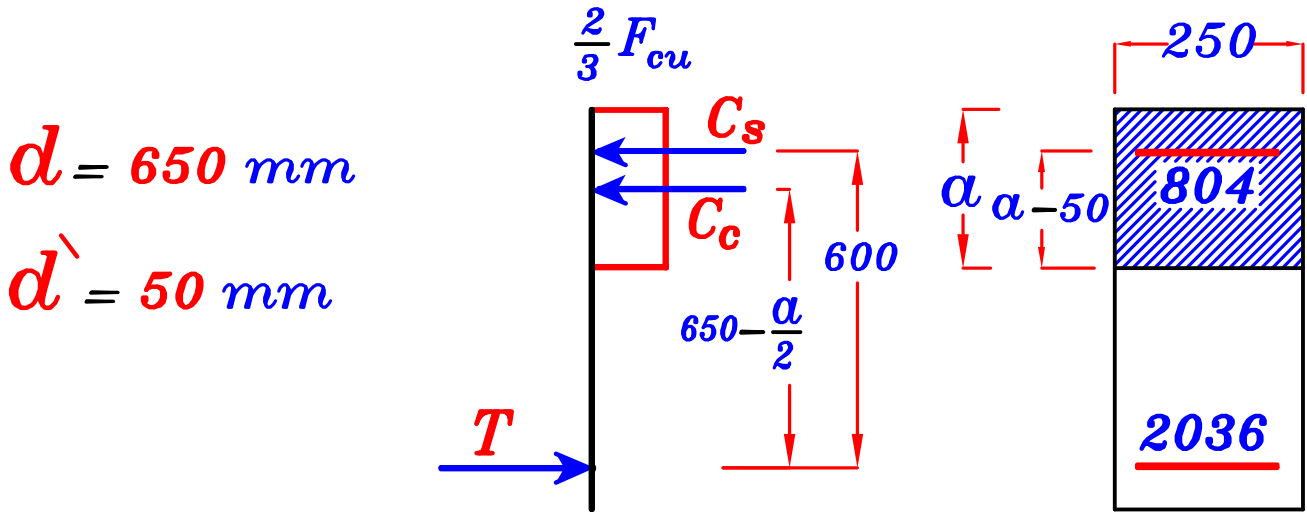 d = 650 mm
d` = 50 mm
2/3 Fcu
Cs
Cc
T
650-a/2
600
250
a
a-50
804
2036